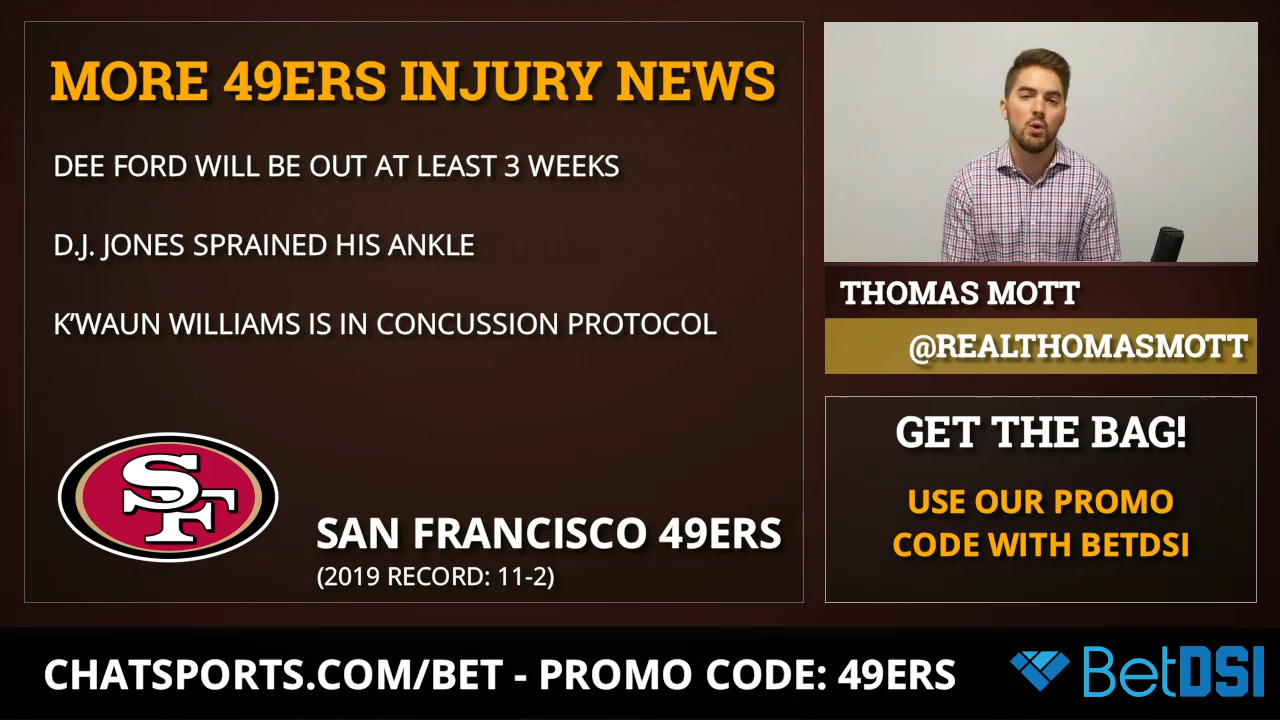 MORE 49ERS INJURY NEWS
DEE FORD WILL BE OUT AT LEAST 3 WEEKS
D.J. JONES SPRAINED HIS ANKLE
K'WAUN WILLIAMS IS IN CONCUSSION PROTOCOL
SF
SAN FRANCISCO 49ERS
(2019 RECORD: 11-2)
THOMAS MOTT
@REALTHOMASMOTT
GET THE BAG!
USE OUR PROMO
CODE WITH BETDSI
CHATSPORTS.COM/BET - PROMO CODE: 49ERS
BetDSI